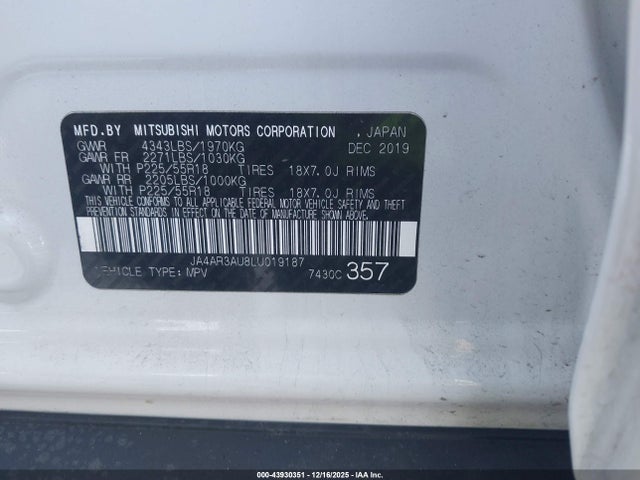 MFD.BY MITSUBISHI MOTORS CORPORATION , JAPAN
GVWR 4343LBS/1970KG DEC 2019
GAWR FR 2271LBS/1030KG
WITH P225/55R18 TIRES 18X7.0J RIMS
GAWR RR 2205LBS/1000KG
WITH P225/55R18 TIRES 18X7.0J RIMS
THIS VEHICLE CONFORMS TO ALL APPLICABLE FEDERAL MOTOR VEHICLE SAFETY AND THEFT
PREVENTION STANDARDS IN EFFECT ON THE DATE OF MANUFACTURE SHOWN ABOVE.
JA4AR3AU8LU019187
VEHICLE TYPE: MPV 7430C 357
000-43930351 | 12/16/2025 | IAA Inc.